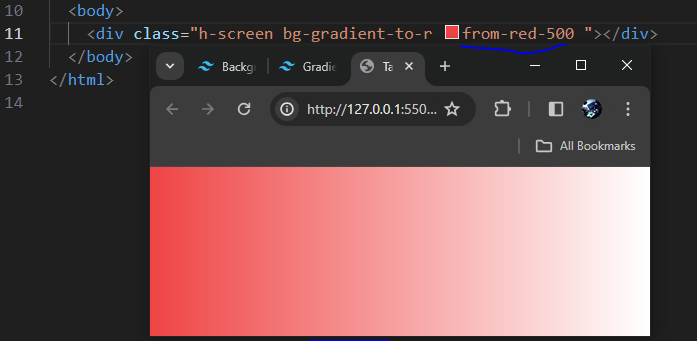 10 <body>
11 <div class="h-screen bg-gradient-to-r from-red-500 "></div>
12 </body>
13 </html>
14
Backg
Gradie
Ta
http://127.0.0.1:550...
All Bookmarks